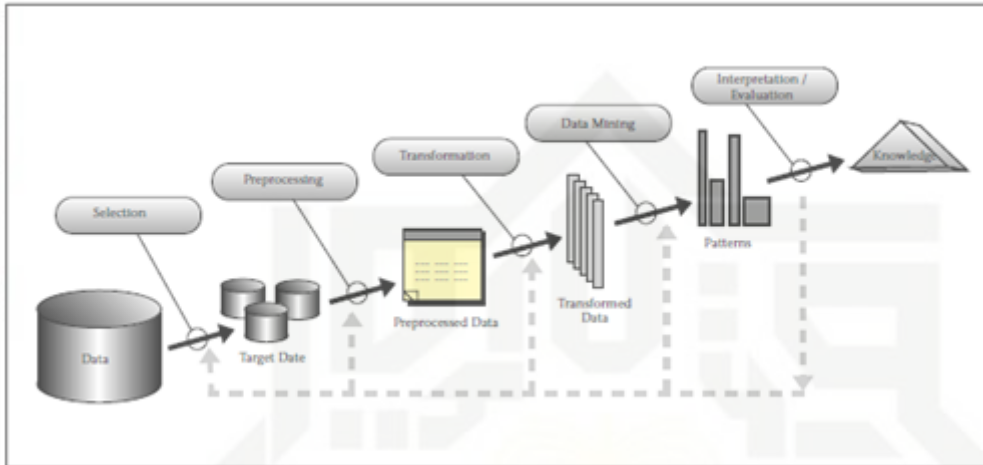 Interpretation /
Evaluation
Data Mining
Knowledge
Transformation
Preprocessing
Selection
Patterns
Transformed
Data
Preprocessed Data
Target Date
Data